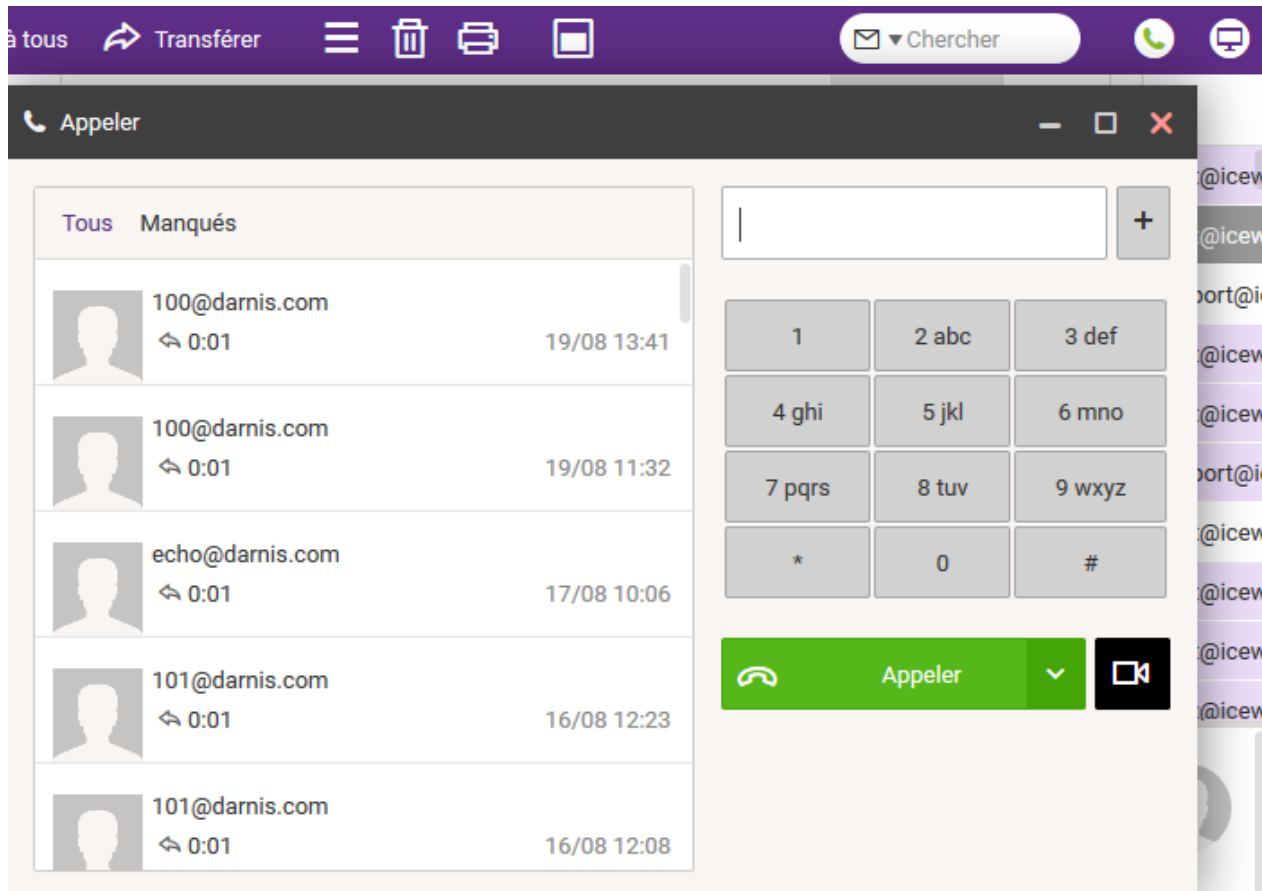 à tous Transférer Chercher
Appeler
Tous Manqués
100@darnis.com
0:01 19/08 13:41
100@darnis.com
0:01 19/08 11:32
echo@darnis.com
0:01 17/08 10:06
101@darnis.com
0:01 16/08 12:23
101@darnis.com
0:01 16/08 12:08
+
1 2 abc 3 def
4 ghi 5 jkl 6 mno
7 pqrs 8 tuv 9 wxyz
* 0 #
Appeler